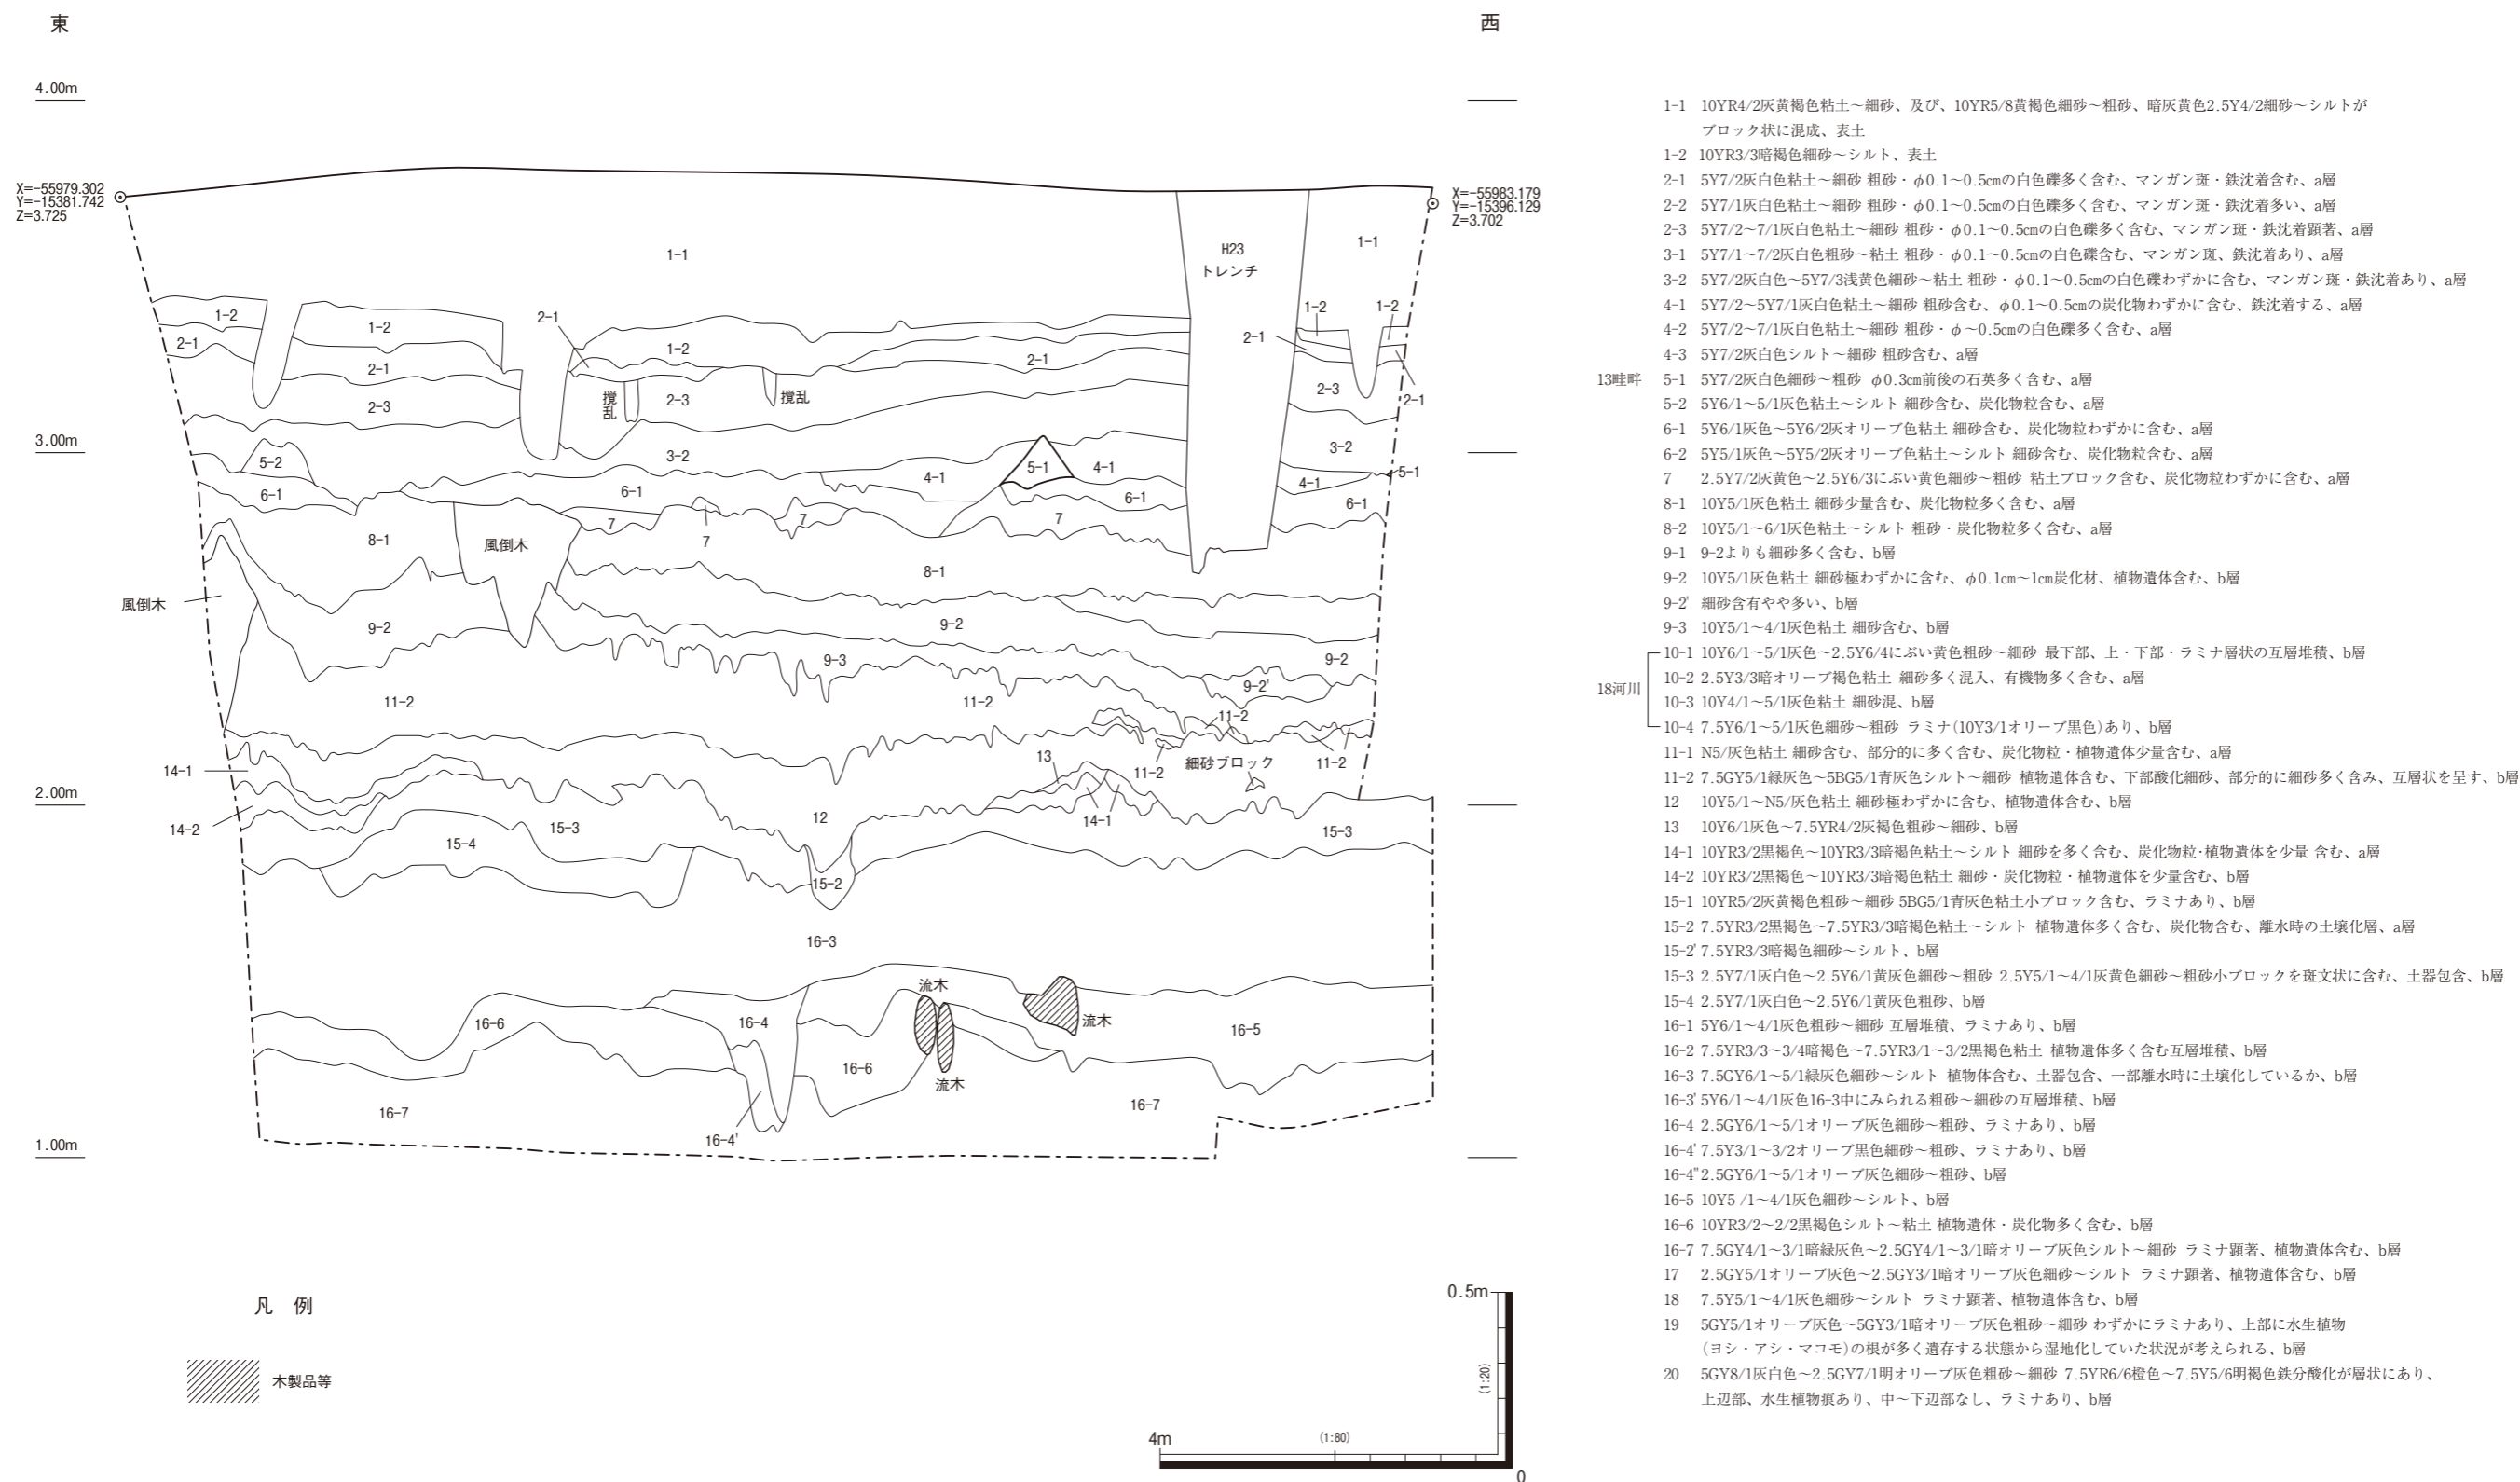 東
西
4.00m
X=-55979.302
Y=-15381.742
Z=3.725
X=-55983.179
Y=-15396.129
Z=3.702
1-1
H23
トレンチ
1-1
1-2
1-2
2-1
1-2
1-2
1-2
2-1
2-1
2-1
2-1
2-3
撹乱
2-3
撹乱
2-3
2-1
3.00m
5-2
3-2
3-2
6-1
6-1
4-1
5-1
4-1
6-1
4-1
5-1
6-1
7
7
7
7
8-1
風倒木
8-1
風倒木
9-2
9-2
9-3
9-2
9-2'
11-2
11-2
11-2
14-1
13
11-2
細砂ブロック
11-2
2.00m
14-2
15-3
12
14-1
15-3
15-4
15-2
16-3
流木
16-6
16-4
流木
16-5
16-6
流木
16-7
16-7
16-4'
1.00m
凡 例
木製品等
0.5m
(1:20)
4m
(1:80)
0
1-1 10YR4/2灰黄褐色粘土～細砂、及び、10YR5/8黄褐色細砂～粗砂、暗灰黄色2.5Y4/2細砂～シルトが
ブロック状に混成、表土
1-2 10YR3/3暗褐色細砂～シルト、表土
2-1 5Y7/2灰白色粘土～細砂 粗砂・φ0.1～0.5㎝の白色礫多く含む、マンガン斑・鉄沈着含む、a層
2-2 5Y7/1灰白色粘土～細砂 粗砂・φ0.1～0.5㎝の白色礫多く含む、マンガン斑・鉄沈着多い、a層
2-3 5Y7/2～7/1灰白色粘土～細砂 粗砂・φ0.1～0.5㎝の白色礫多く含む、マンガン斑・鉄沈着顕著、a層
3-1 5Y7/1～7/2灰白色粗砂～粘土 粗砂・φ0.1～0.5㎝の白色礫含む、マンガン斑、鉄沈着あり、a層
3-2 5Y7/2灰白色～5Y7/3浅黄色細砂～粘土 粗砂・φ0.1～0.5㎝の白色礫わずかに含む、マンガン斑・鉄沈着あり、a層
4-1 5Y7/2～5Y7/1灰白色粘土～細砂 粗砂含む、φ0.1～0.5㎝の炭化物わずかに含む、鉄沈着する、a層
4-2 5Y7/2～7/1灰白色粘土～細砂 粗砂・φ～0.5㎝の白色礫多く含む、a層
4-3 5Y7/2灰白色シルト～細砂 粗砂含む、a層
13畦畔 5-1 5Y7/2灰白色細砂～粗砂 φ0.3㎝前後の石英多く含む、a層
5-2 5Y6/1～5/1灰色粘土～シルト 細砂含む、炭化物粒含む、a層
6-1 5Y6/1灰色～5Y6/2灰オリーブ色粘土 細砂含む、炭化物粒わずかに含む、a層
6-2 5Y5/1灰色～5Y5/2灰オリーブ色粘土～シルト 細砂含む、炭化物粒含む、a層
7 2.5Y7/2灰黄色～2.5Y6/3にぶい黄色細砂～粗砂 粘土ブロック含む、炭化物粒わずかに含む、a層
8-1 10Y5/1灰色粘土 細砂少量含む、炭化物粒多く含む、a層
8-2 10Y5/1～6/1灰色粘土～シルト 粗砂・炭化物粒多く含む、a層
9-1 9-2よりも細砂多く含む、b層
9-2 10Y5/1灰色粘土 細砂極わずかに含む、φ0.1cm～1cm炭化材、植物遺体含む、b層
9-2' 細砂含有やや多い、b層
9-3 10Y5/1～4/1灰色粘土 細砂含む、b層
10-1 10Y6/1～5/1灰色～2.5Y6/4にぶい黄色粗砂～細砂 最下部、上・下部・ラミナ層状の互層堆積、b層
18河川 10-2 2.5Y3/3暗オリーブ褐色粘土 細砂多く混入、有機物多く含む、a層
10-3 10Y4/1～5/1灰色粘土 細砂混、b層
10-4 7.5Y6/1～5/1灰色細砂～粗砂 ラミナ(10Y3/1オリーブ黒色)あり、b層
11-1 N5/灰色粘土 細砂含む、部分的に多く含む、炭化物粒・植物遺体少量含む、a層
11-2 7.5GY5/1緑灰色～5BG5/1青灰色シルト～細砂 植物遺体含む、下部酸化細砂、部分的に細砂多く含み、互層状を呈す、b層
12 10Y5/1～N5/灰色粘土 細砂極わずかに含む、植物遺体含む、b層
13 10Y6/1灰色～7.5YR4/2灰褐色粗砂～細砂、b層
14-1 10YR3/2黒褐色～10YR3/3暗褐色粘土～シルト 細砂を多く含む、炭化物粒・植物遺体を少量 含む、a層
14-2 10YR3/2黒褐色～10YR3/3暗褐色粘土 細砂・炭化物粒・植物遺体を少量含む、b層
15-1 10YR5/2灰黄褐色粗砂～細砂 5BG5/1青灰色粘土小ブロック含む、ラミナあり、b層
15-2 7.5YR3/2黒褐色～7.5YR3/3暗褐色粘土～シルト 植物遺体多く含む、炭化物含む、離水時の土壌化層、a層
15-2' 7.5YR3/3暗褐色細砂～シルト、b層
15-3 2.5Y7/1灰白色～2.5Y6/1黄灰色細砂～粗砂 2.5Y5/1～4/1灰黄色細砂～粗砂小ブロックを斑文状に含む、土器包含、b層
15-4 2.5Y7/1灰白色～2.5Y6/1黄灰色粗砂、b層
16-1 5Y6/1～4/1灰色粗砂～細砂 互層堆積、ラミナあり、b層
16-2 7.5YR3/3～3/4暗褐色～7.5YR3/1～3/2黒褐色粘土 植物遺体多く含む互層堆積、b層
16-3 7.5GY6/1～5/1緑灰色細砂～シルト 植物体含む、土器包含、一部離水時に土壌化しているか、b層
16-3' 5Y6/1～4/1灰色16-3中にみられる粗砂～細砂の互層堆積、b層
16-4 2.5GY6/1～5/1オリーブ灰色細砂～粗砂、ラミナあり、b層
16-4' 7.5Y3/1～3/2オリーブ黒色細砂～粗砂、ラミナあり、b層
16-4" 2.5GY6/1～5/1オリーブ灰色細砂～粗砂、b層
16-5 10Y5 /1～4/1灰色細砂～シルト、b層
16-6 10YR3/2～2/2黒褐色シルト～粘土 植物遺体・炭化物多く含む、b層
16-7 7.5GY4/1～3/1暗緑灰色～2.5GY4/1～3/1暗オリーブ灰色シルト～細砂 ラミナ顕著、植物遺体含む、b層
17 2.5GY5/1オリーブ灰色～2.5GY3/1暗オリーブ灰色細砂～シルト ラミナ顕著、植物遺体含む、b層
18 7.5Y5/1～4/1灰色細砂～シルト ラミナ顕著、植物遺体含む、b層
19 5GY5/1オリーブ灰色～5GY3/1暗オリーブ灰色粗砂～細砂 わずかにラミナあり、上部に水生植物
(ヨシ・アシ・マコモ)の根が多く遺存する状態から湿地化していた状況が考えられる、b層
20 5GY8/1灰白色～2.5GY7/1明オリーブ灰色粗砂～細砂 7.5YR6/6橙色～7.5Y5/6明褐色鉄分酸化が層状にあり、
上辺部、水生植物痕あり、中～下辺部なし、ラミナあり、b層